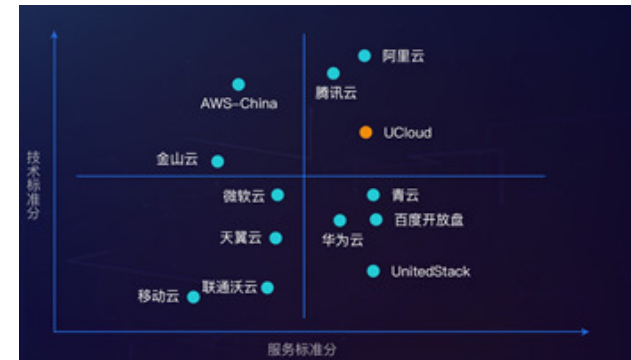 阿里云
腾讯云
AWS–China
UCloud
金山云
技术标准分
微软云
青云
百度开放盘
天翼云
华为云
UnitedStack
联通沃云
移动云
服务标准分